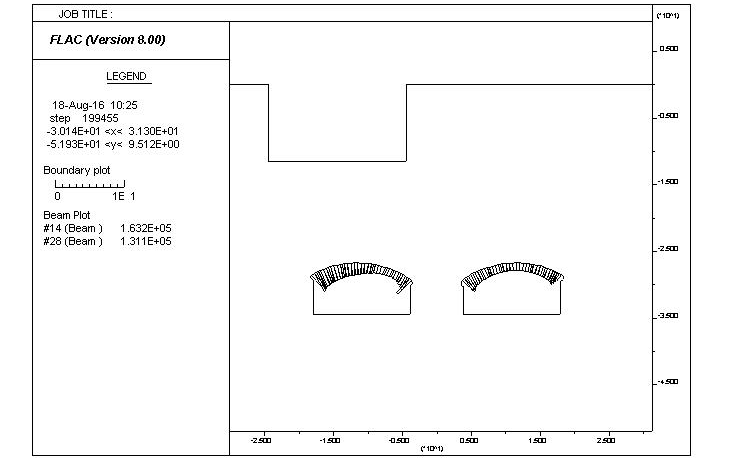 JOB TITLE :
FLAC (Version 8.00)
LEGEND
18-Aug-16 10:25
step 199455
-3.014E+01 <x< 3.130E+01
-5.193E+01 <y< 9.512E+00
Boundary plot
0 1E 1
Beam Plot
#14 (Beam ) 1.632E+05
#28 (Beam ) 1.311E+05
(*10^1)
0.500
-0.500
-1.500
-2.500
-3.500
-4.500
-2.500 -1.500 -0.500 0.500 1.500 2.500
(*10^1)